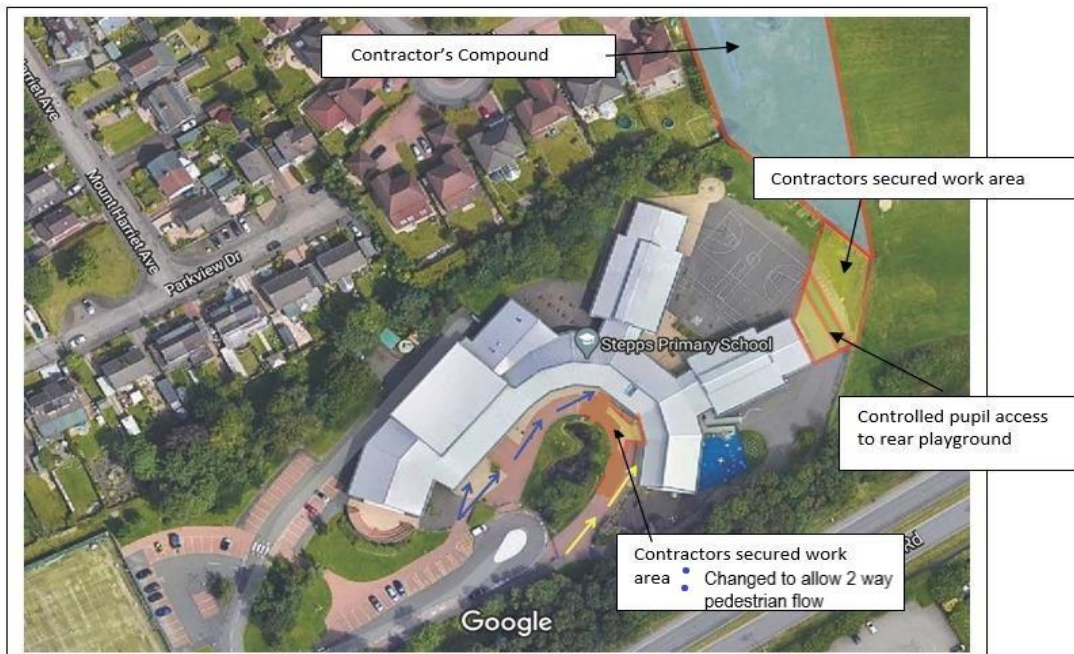 Contractor's Compound
Contractors secured work area
Mount Harriet Ave
Parkview Dr
Stepps Primary School
Controlled pupil access
to rear playground
Contractors secured work
area
Changed to allow 2 way
pedestrian flow
Rd
Google